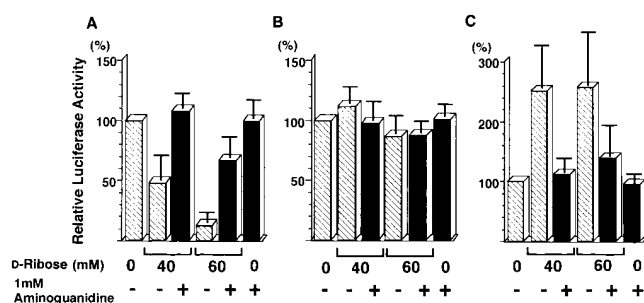 A
B
C
(%)
(%)
(%)
150
100
50
150
100
50
300
200
100
Relative Luciferase Activity
D-Ribose (mM) 0 40 60 0 0 40 60 0 0 40 60 0
1mM Aminoguanidine - - + - + + - - + - + + - - + - + +